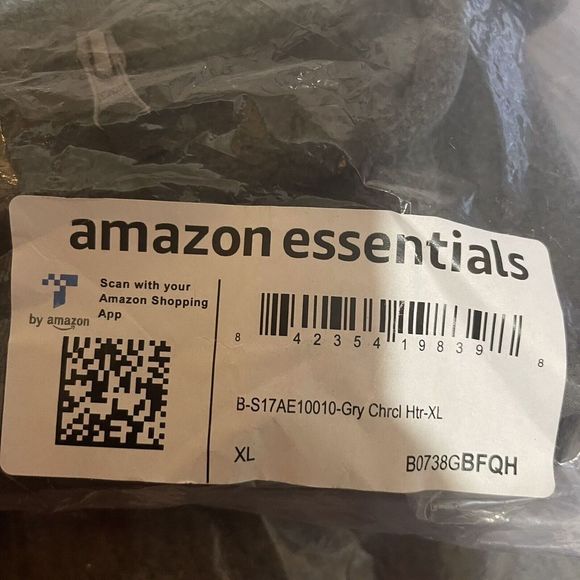 amazon essentials
Scan with your
Amazon Shopping
App
by amazon
8 42354 19839 8
B-S17AE10010-Gry Chrcl Htr-XL
XL
B0738GBFQH